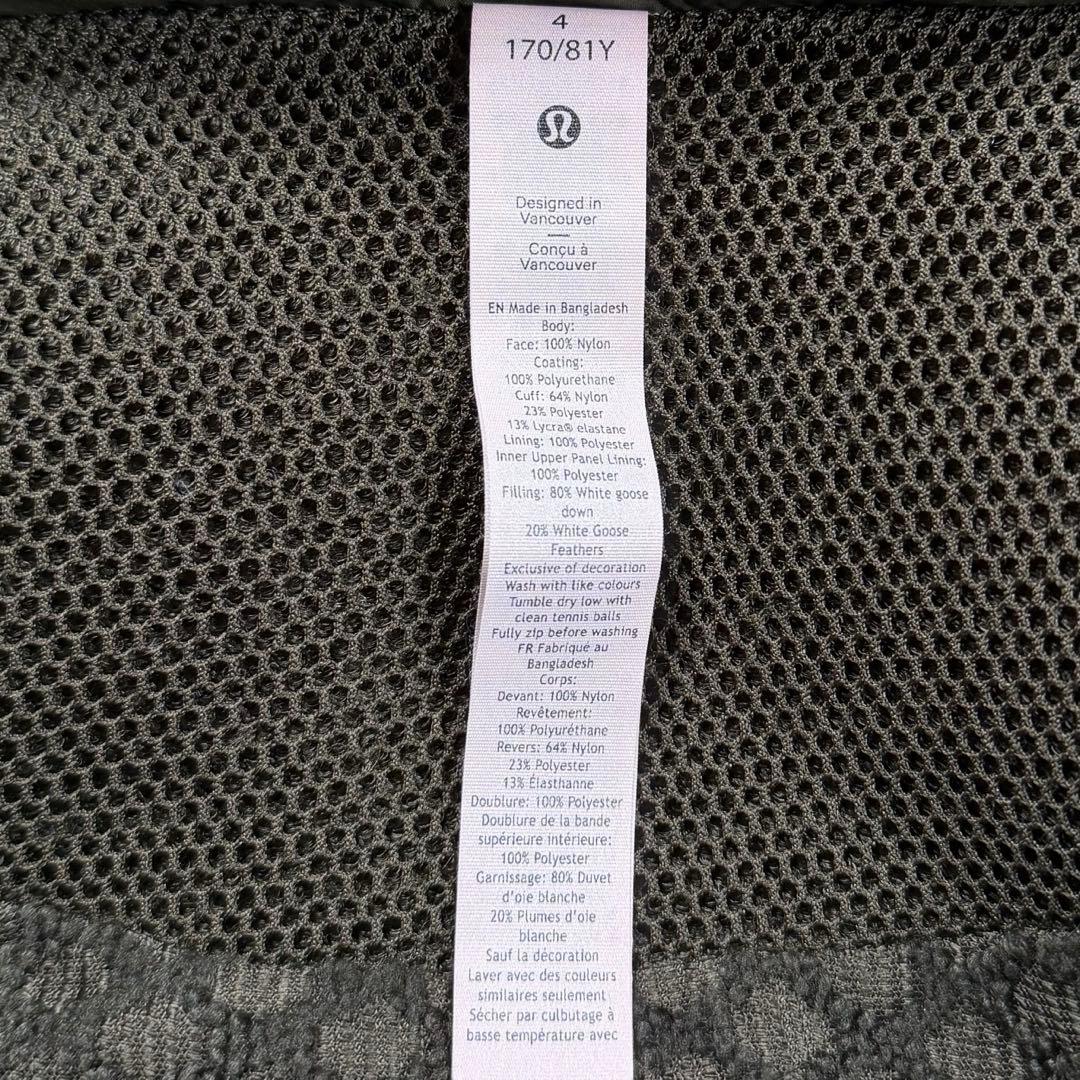 4
170/81Y
Designed in
Vancouver
Conçu à
Vancouver
EN Made in Bangladesh
Body:
Face: 100% Nylon
Coating:
100% Polyurethane
Cuff: 64% Nylon
23% Polyester
13% Lycra® elastane
Lining: 100% Polyester
Inner Upper Panel Lining:
100% Polyester
Filling: 80% White goose
down
20% White Goose
Feathers
Exclusive of decoration
Wash with like colours
Tumble dry low with
clean tennis balls
Fully zip before washing
FR Fabriqué au
Bangladesh
Corps:
Devant: 100% Nylon
Revêtement:
100% Polyuréthane
Revers: 64% Nylon
23% Polyester
13% Élasthanne
Doublure: 100% Polyester
Doublure de la bande
supérieure intérieure:
100% Polyester
Garnissage: 80% Duvet
d'oie blanche
20% Plumes d'oie
blanche
Sauf la décoration
Laver avec des couleurs
similaires seulement
Sécher par culbutage à
basse température avec